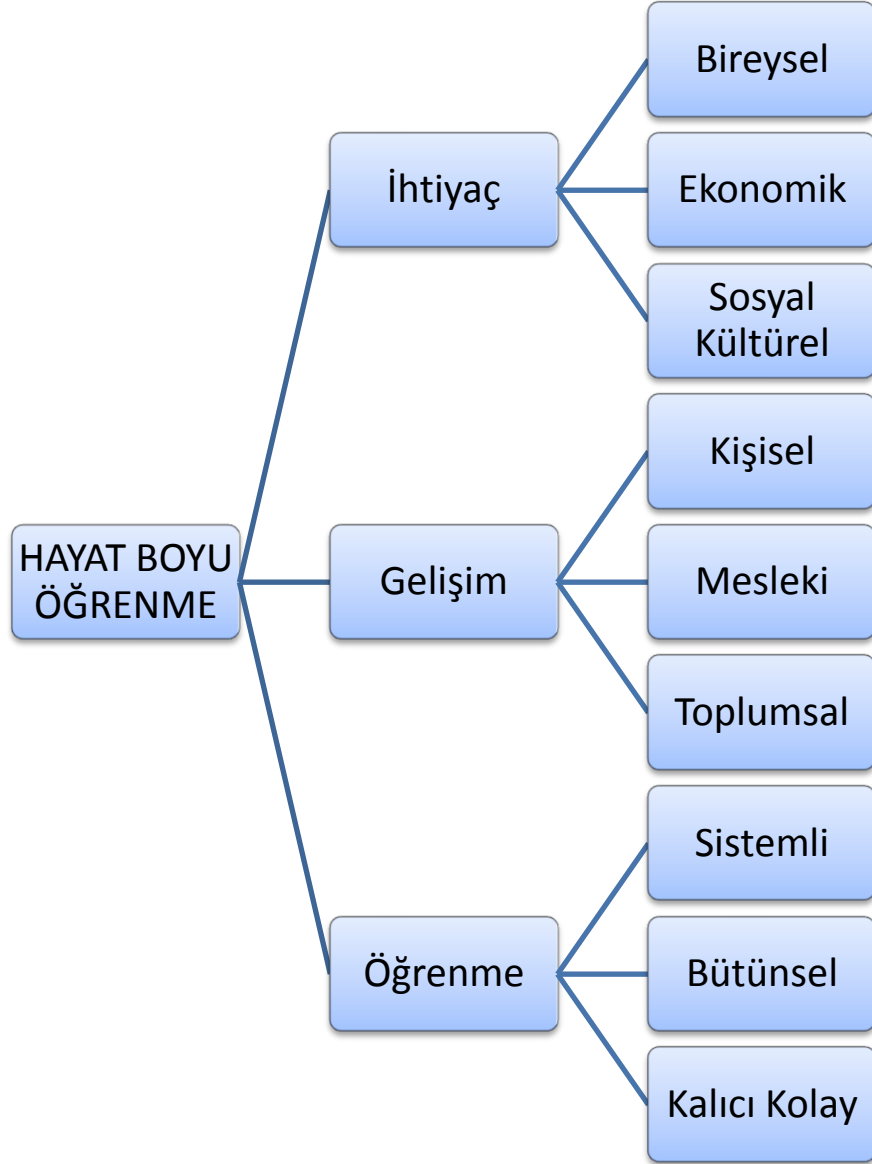 HAYAT BOYU
ÖĞRENME
İhtiyaç
Bireysel
Ekonomik
Sosyal
Kültürel
Gelişim
Kişisel
Mesleki
Toplumsal
Öğrenme
Sistemli
Bütünsel
Kalıcı Kolay